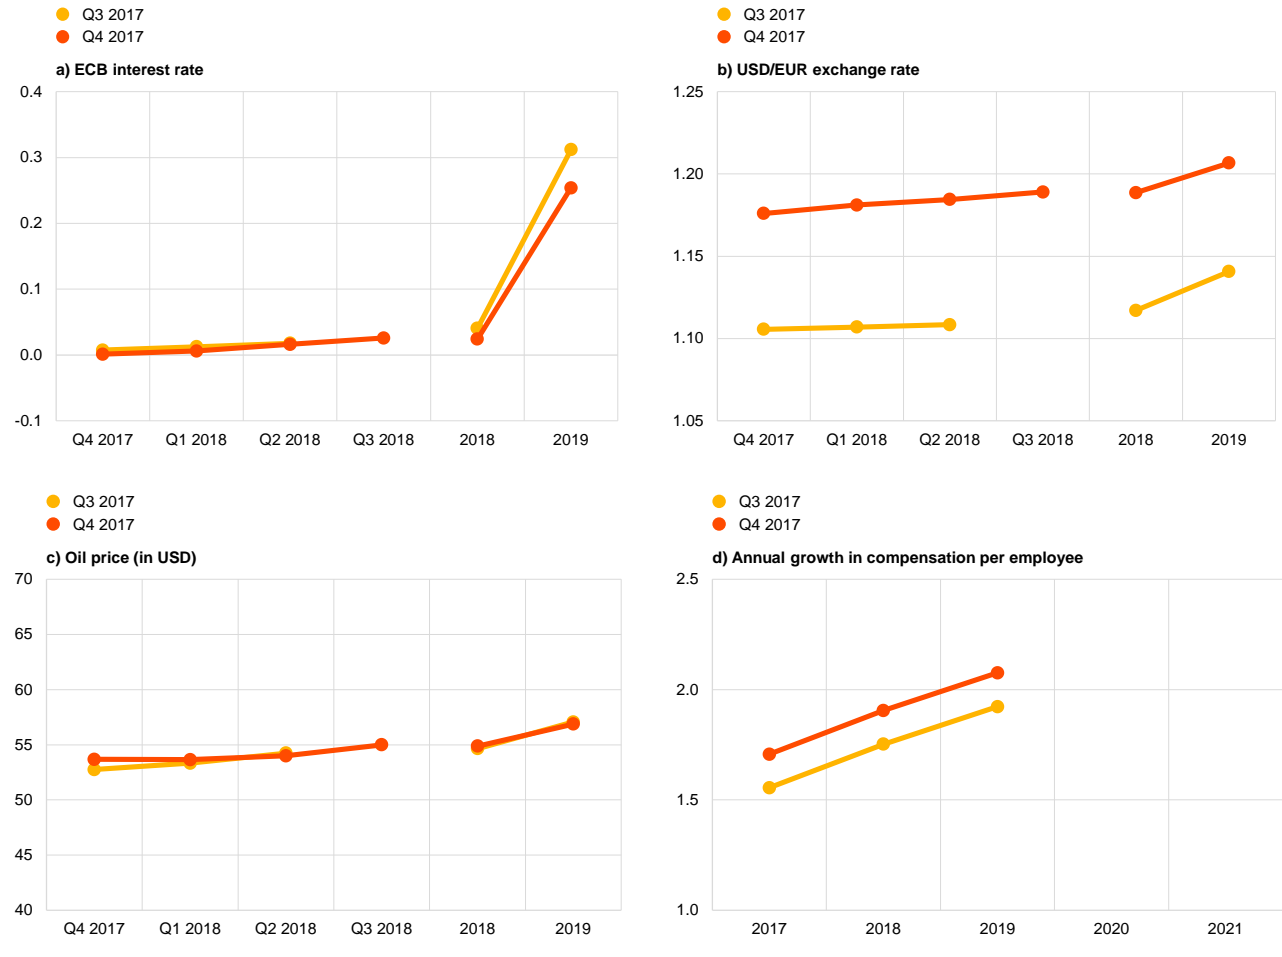 Q3 2017
Q4 2017
a) ECB interest rate
0.4
0.3
0.2
0.1
0.0
-0.1
Q4 2017 Q1 2018 Q2 2018 Q3 2018 2018 2019
Q3 2017
Q4 2017
b) USD/EUR exchange rate
1.25
1.20
1.15
1.10
1.05
Q4 2017 Q1 2018 Q2 2018 Q3 2018 2018 2019
Q3 2017
Q4 2017
c) Oil price (in USD)
70
65
60
55
50
45
40
Q4 2017 Q1 2018 Q2 2018 Q3 2018 2018 2019
Q3 2017
Q4 2017
d) Annual growth in compensation per employee
2.5
2.0
1.5
1.0
2017 2018 2019 2020 2021